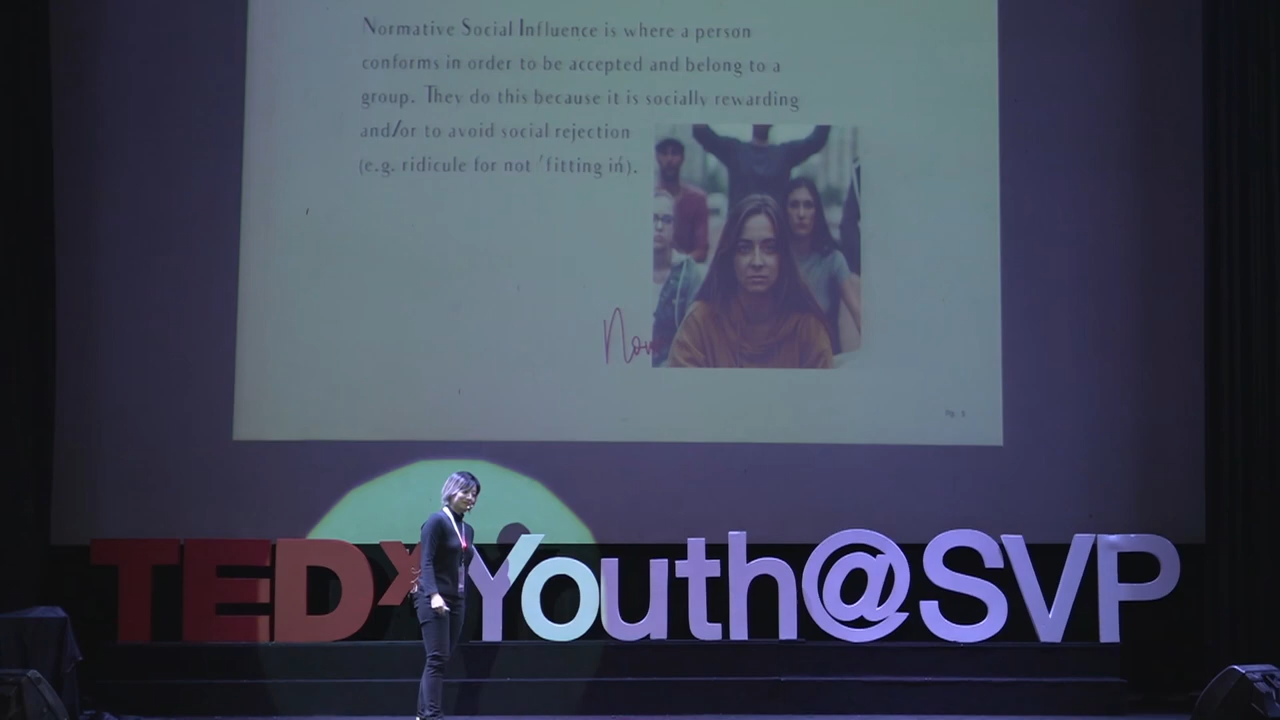 Normative Social Influence is where a person
conforms in order to be accepted and belong to a
group. They do this because it is socially rewarding
and/or to avoid social rejection
(e.g. ridicule for not 'fitting in').
TEDxYouth@SVP